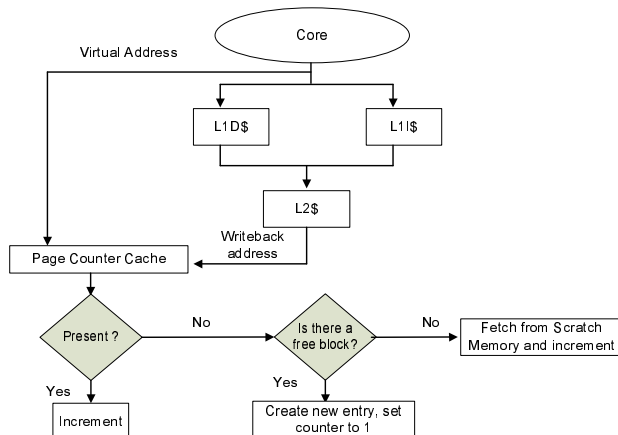 Core
Virtual Address
L1D$
L1I$
L2$
Writeback
address
Page Counter Cache
Present ?
No
Is there a
free block?
No
Fetch from Scratch
Memory and increment
Yes
Yes
Increment
Create new entry, set
counter to 1